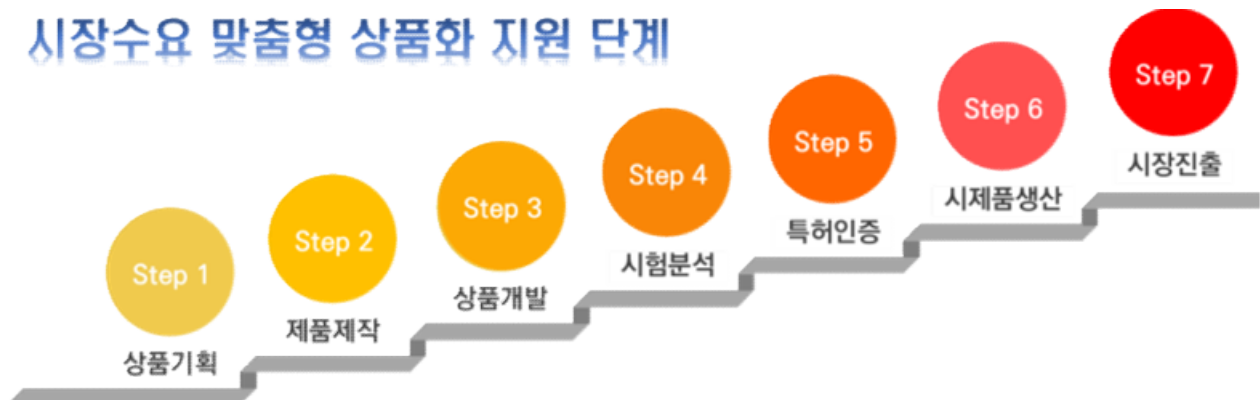 시장수요 맞춤형 상품화 지원 단계
Step 1
상품기획
Step 2
제품제작
Step 3
상품개발
Step 4
시험분석
Step 5
특허인증
Step 6
시제품생산
Step 7
시장진출